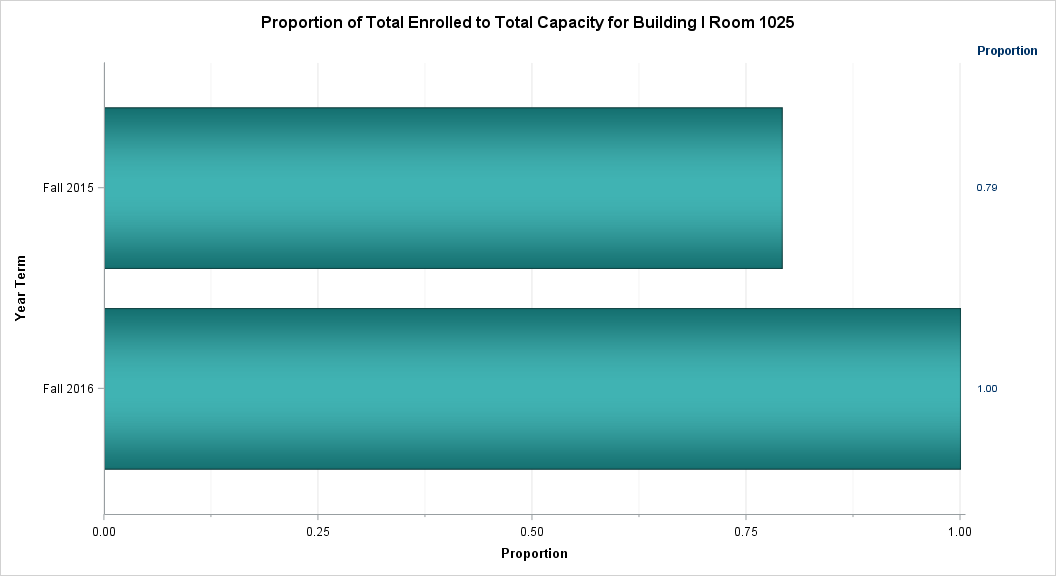 Proportion of Total Enrolled to Total Capacity for Building I Room 1025
Proportion
Fall 2015
0.79
Year Term
Fall 2016
1.00
0.00
0.25
0.50
0.75
1.00
Proportion